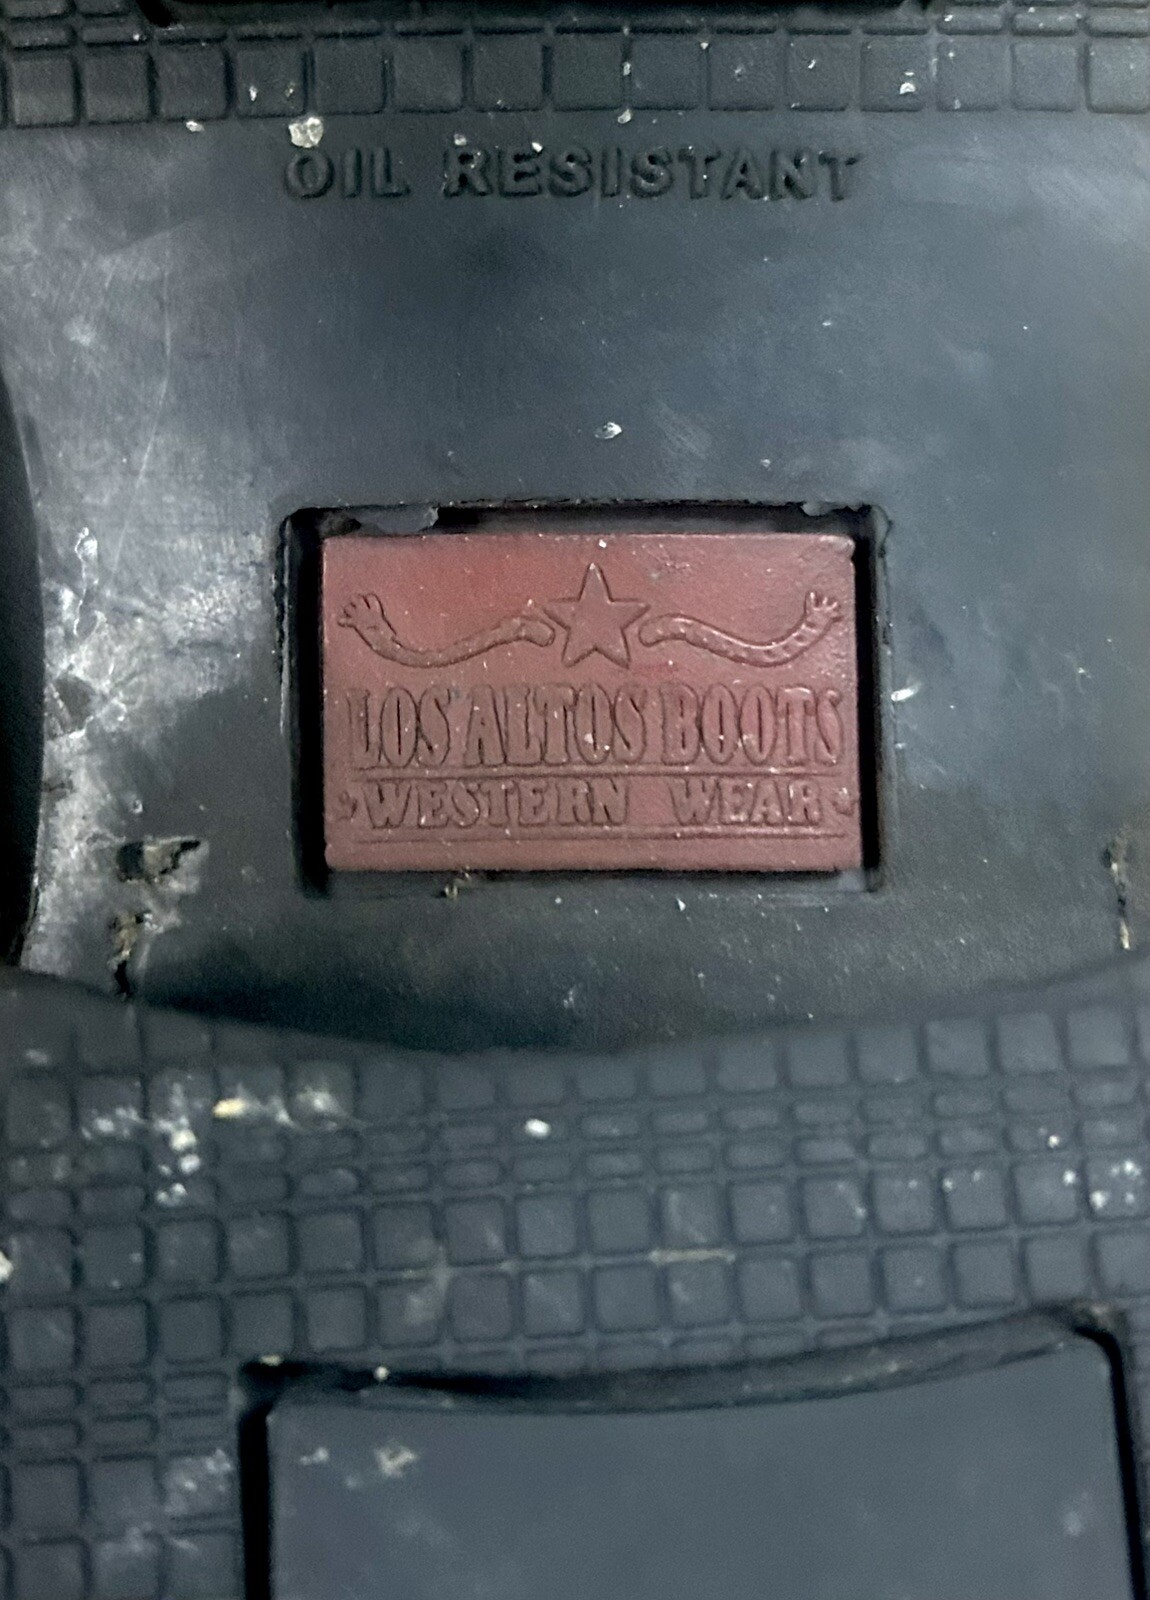 OIL RESISTANT
LOS ALTOS BOOTS
WESTERN WEAR